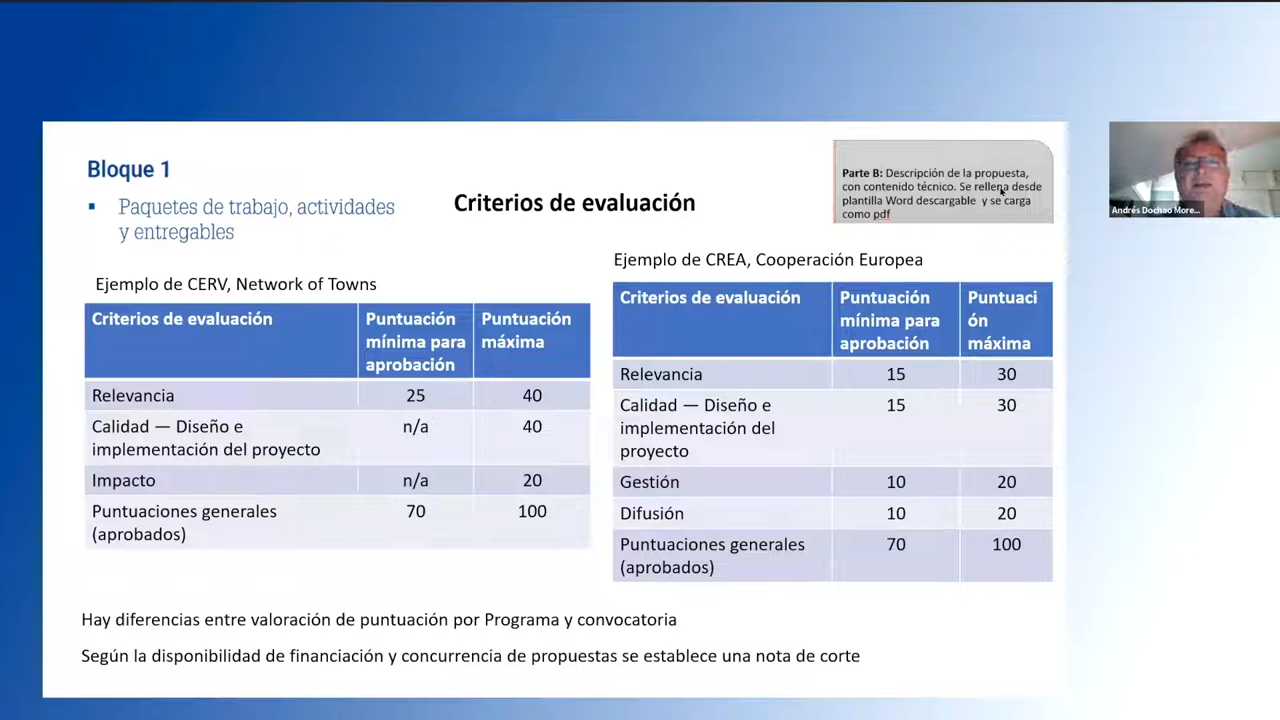 Bloque 1
▪ Paquetes de trabajo, actividades
y entregables
Criterios de evaluación
Parte B: Descripción de la propuesta,
con contenido técnico. Se rellena desde
plantilla Word descargable y se carga
como pdf
Andrés Dochao More...
Ejemplo de CERV, Network of Towns
Criterios de evaluación
Puntuación
mínima para
aprobación
Puntuación
máxima
Relevancia 25 40
Calidad — Diseño e
implementación del proyecto
n/a 40
Impacto n/a 20
Puntuaciones generales
(aprobados)
70 100
Ejemplo de CREA, Cooperación Europea
Criterios de evaluación
Puntuación
mínima para
aprobación
Puntuaci
ón
máxima
Relevancia 15 30
Calidad — Diseño e
implementación del
proyecto
15 30
Gestión 10 20
Difusión 10 20
Puntuaciones generales
(aprobados)
70 100
Hay diferencias entre valoración de puntuación por Programa y convocatoria
Según la disponibilidad de financiación y concurrencia de propuestas se establece una nota de corte